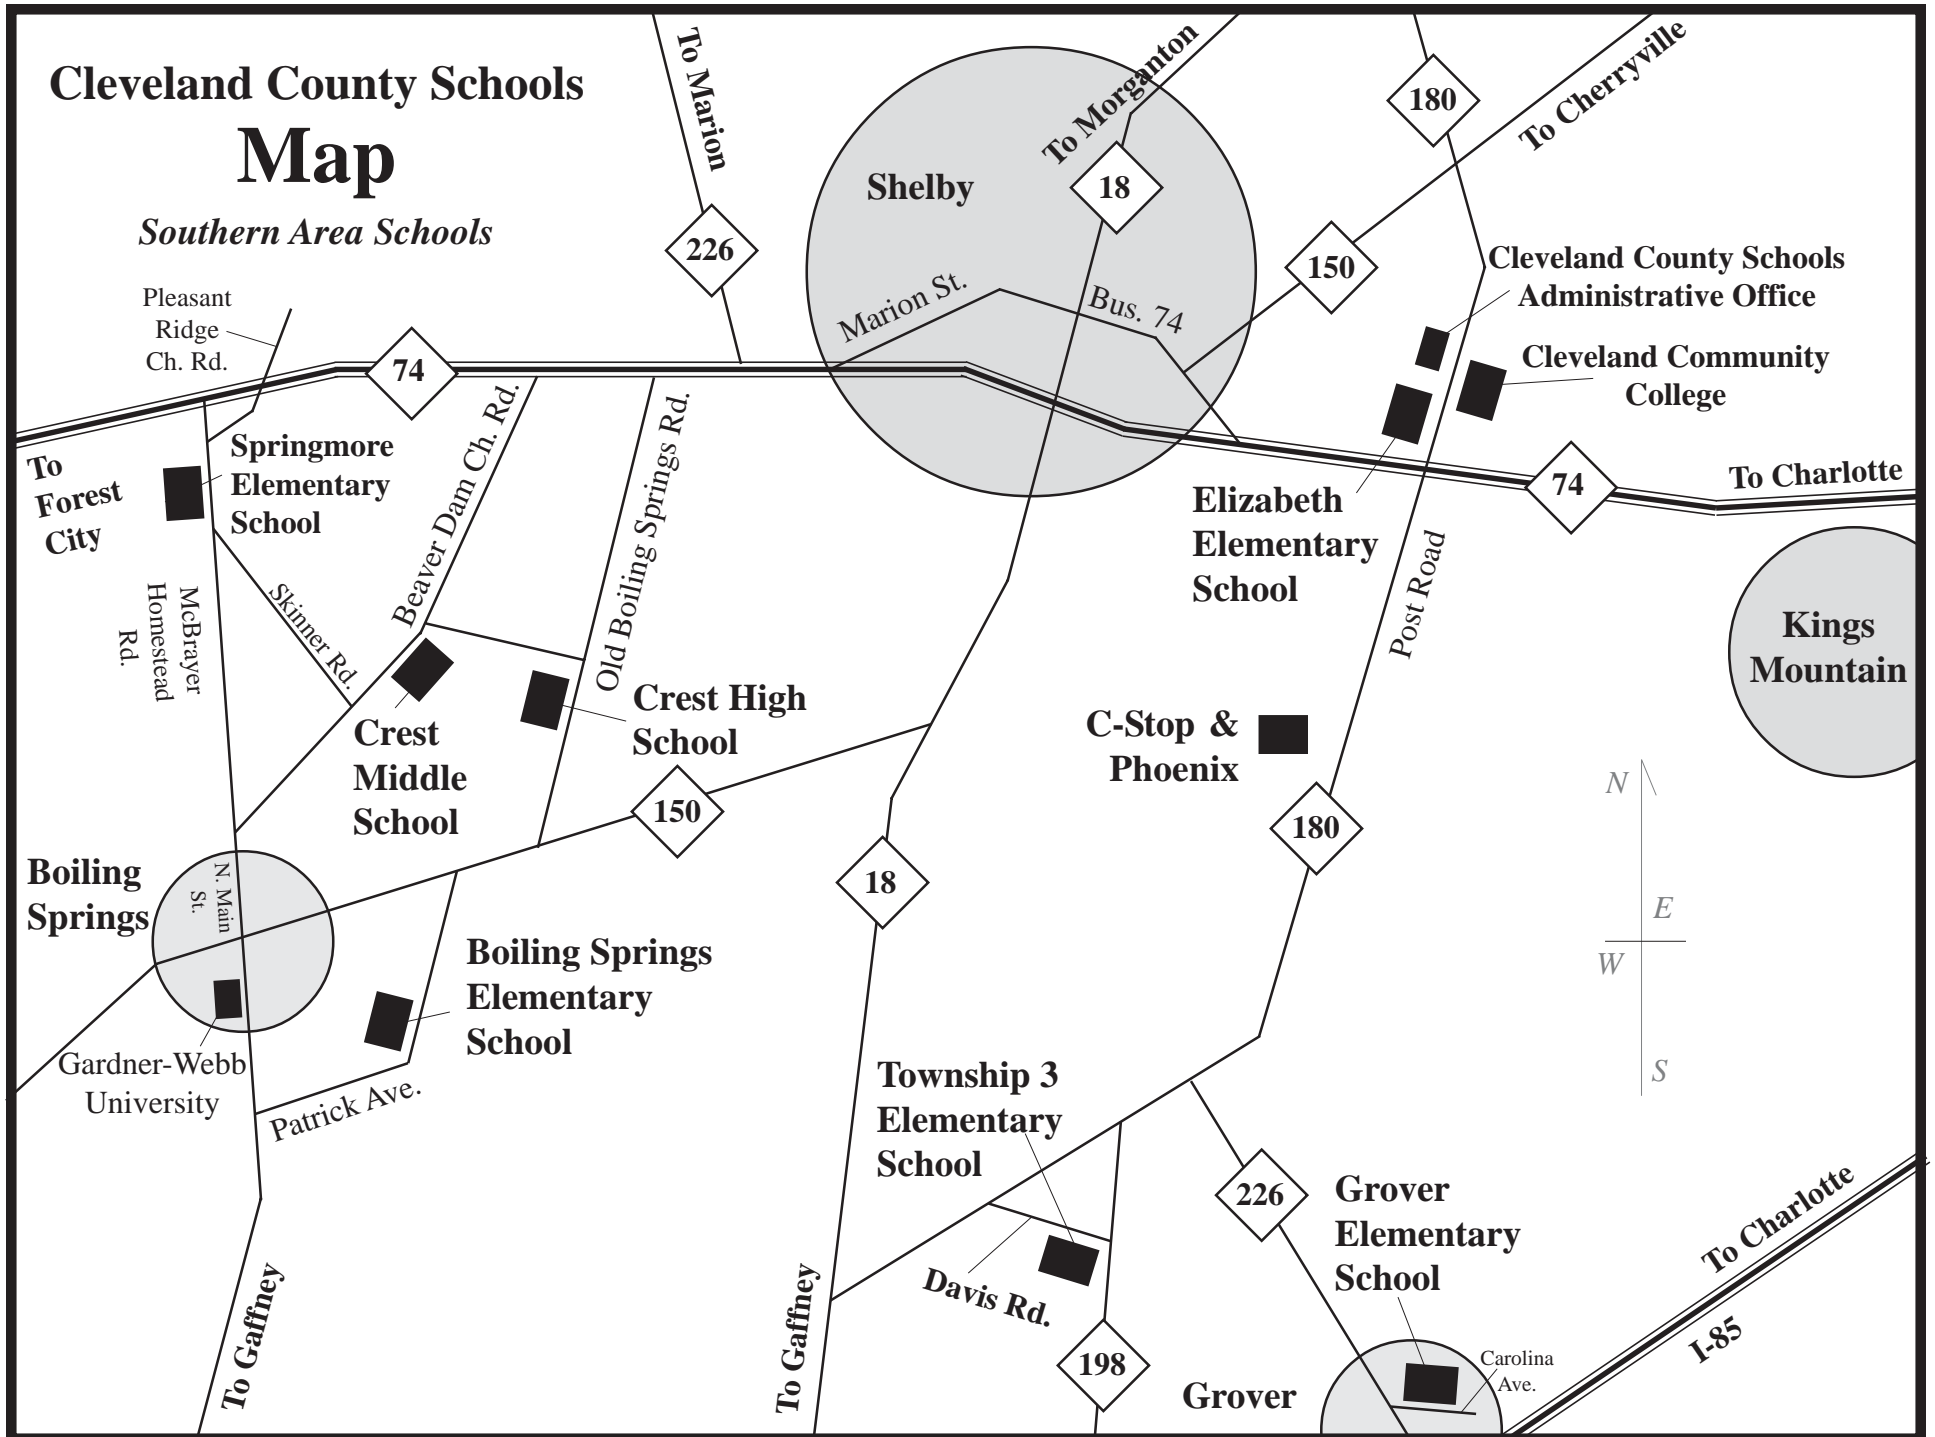 Cleveland County Schools
Map
Southern Area Schools
To Marion
To Morganton
To Cherryville
180
18
Shelby
226
150
Marion St.
Bus. 74
Cleveland County Schools
Administrative Office
Cleveland Community
College
Pleasant
Ridge
Ch. Rd.
74
To
Forest
City
Springmore
Elementary
School
Beaver Dam Ch. Rd.
Old Boiling Springs Rd.
Elizabeth
Elementary
School
74
To Charlotte
Post Road
Kings
Mountain
McBrayer
Homestead
Rd.
Skinner Rd.
Crest
Middle
School
Crest High
School
C-Stop &
Phoenix
150
180
18
N
E
W
S
Boiling
Springs
N. Main
St.
Boiling Springs
Elementary
School
Gardner-Webb
University
Patrick Ave.
Township 3
Elementary
School
Davis Rd.
226
Grover
Elementary
School
198
Grover
Carolina
Ave.
To Charlotte
I-85
To Gaffney
To Gaffney